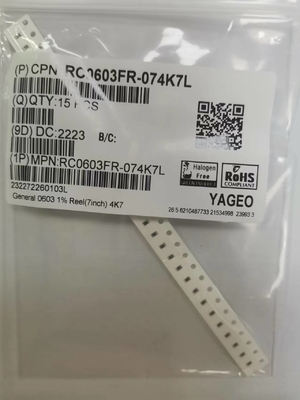 (P) CPN:RC0603FR-074K7L
(Q)QTY:15 PCS
(9D) DC:2223 B/C:
(1P)MPN:RC0603FR-074K7L
232272260103L
General 0603 1% Reel(7inch) 4K7
Halogen
Free
RoHS
COMPLIANT
YAGEO